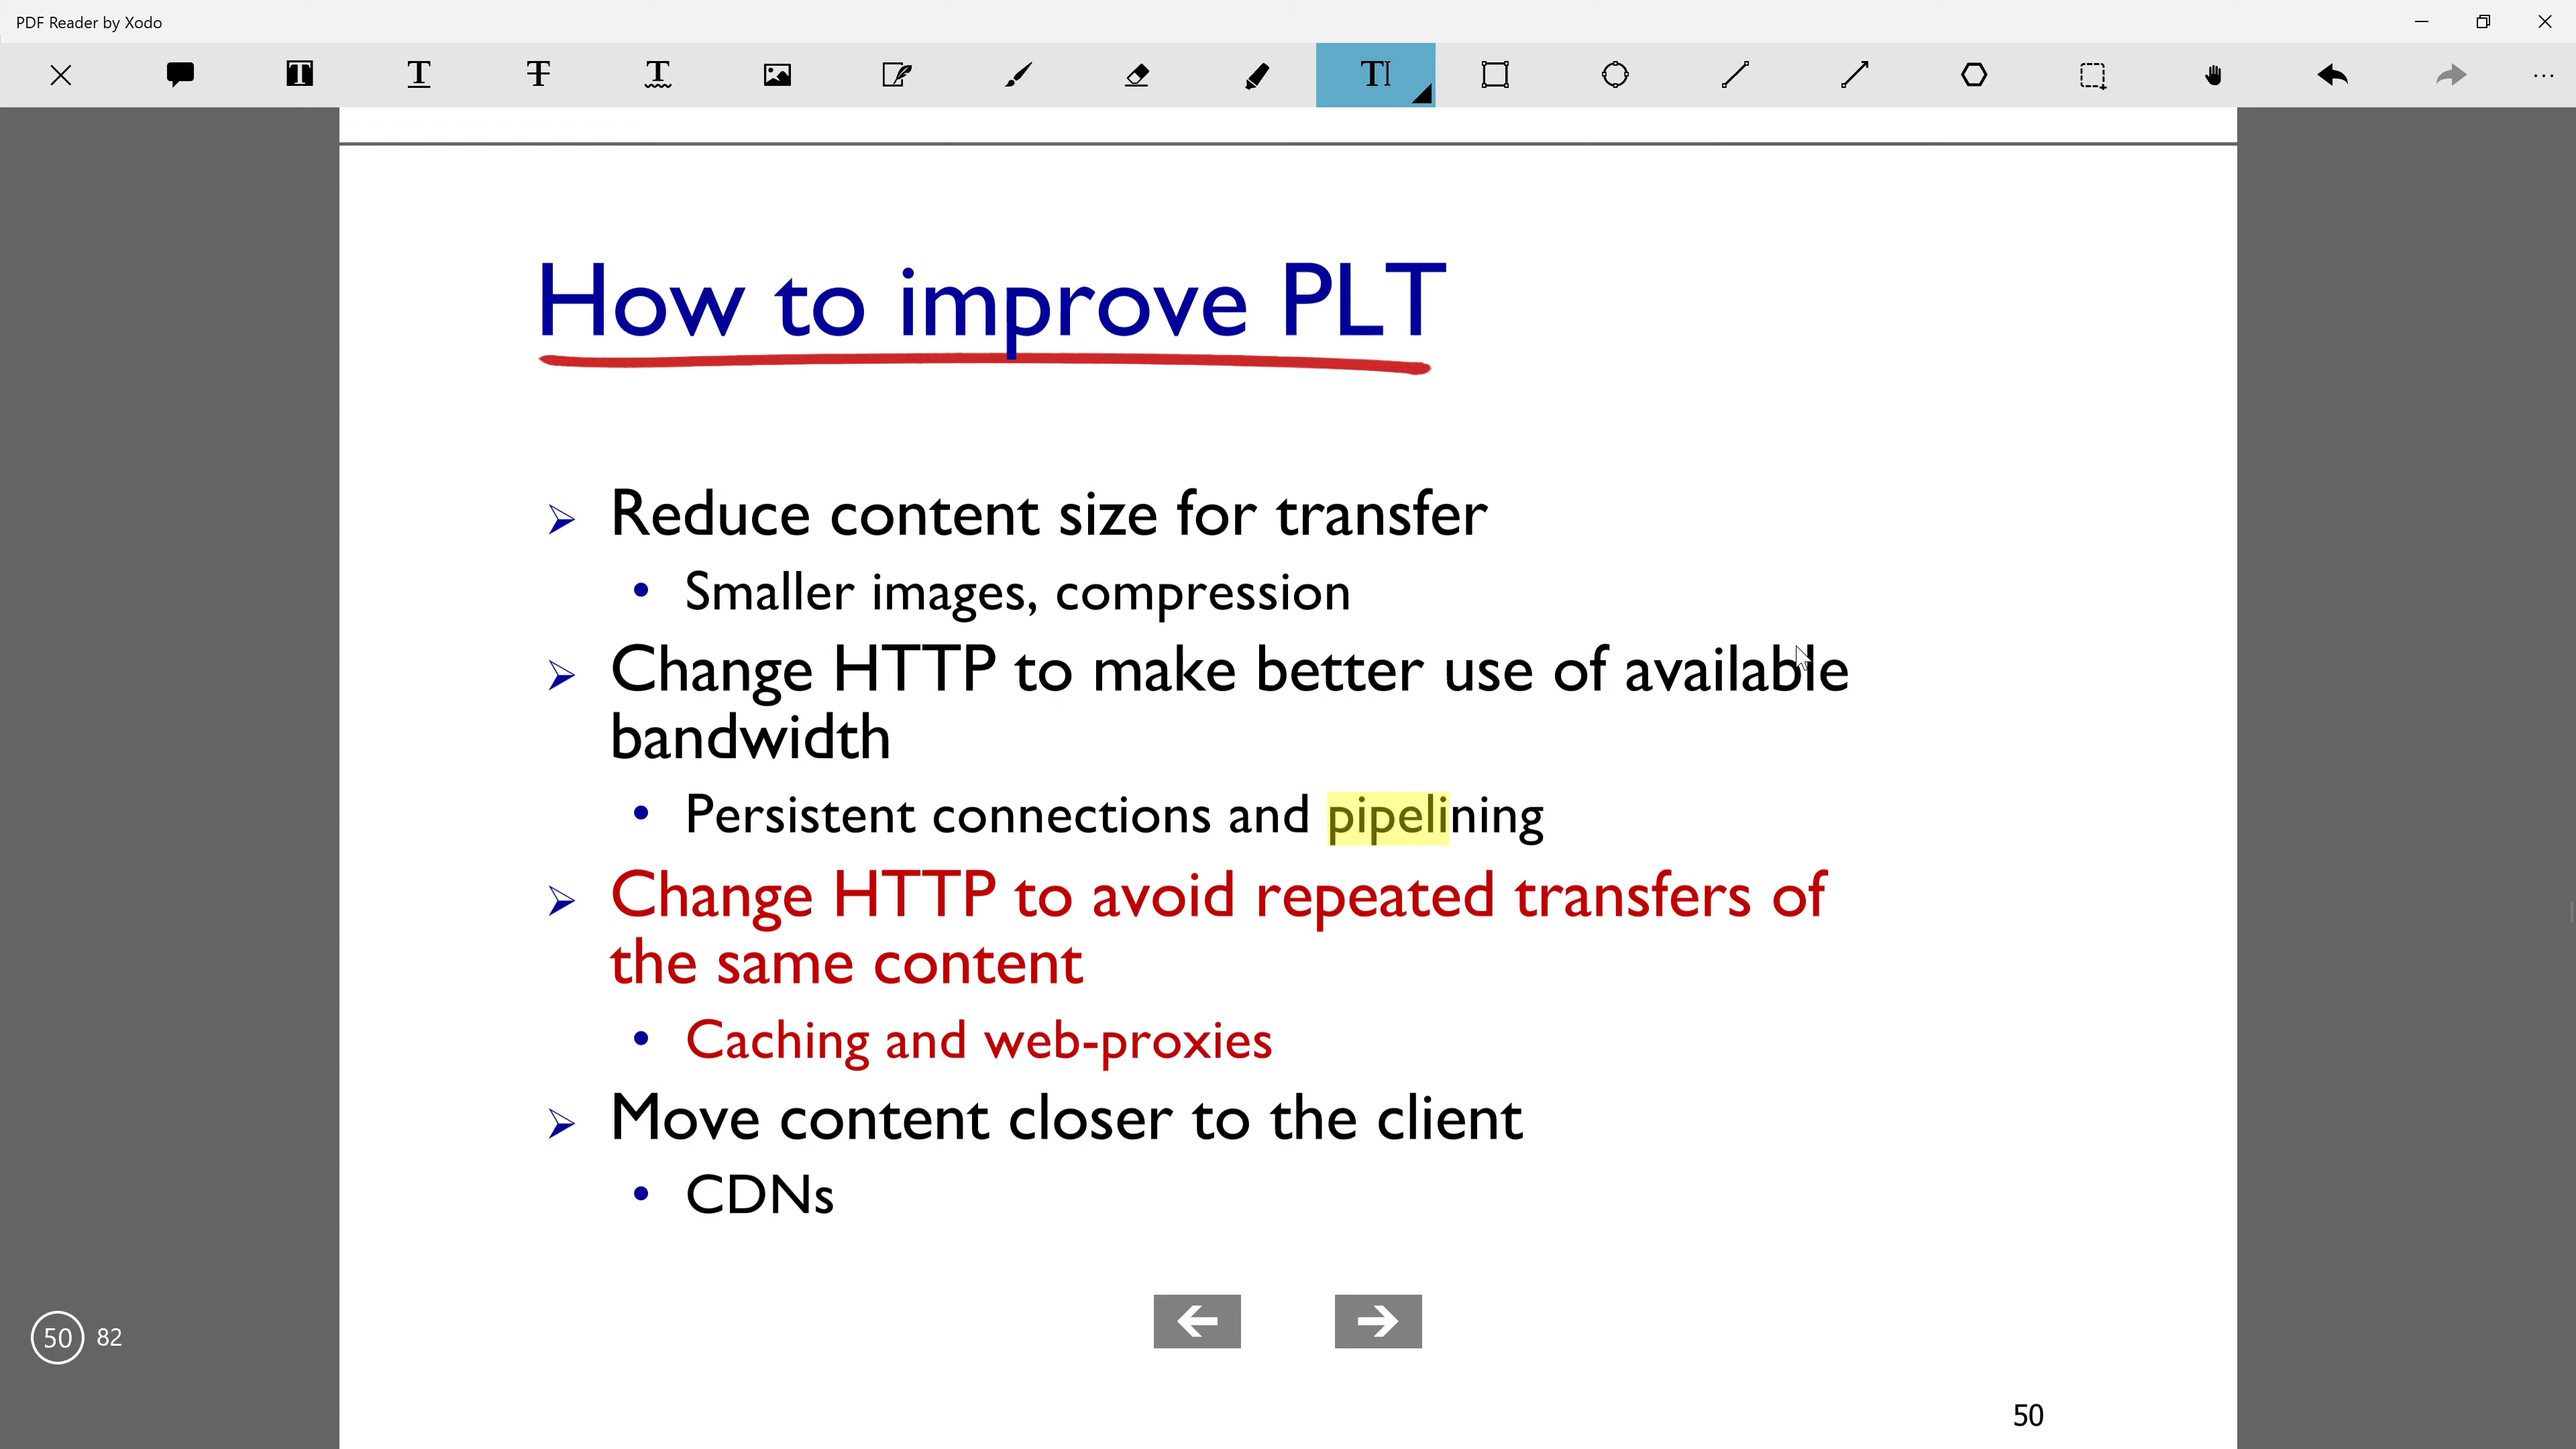 PDF Reader by Xodo
How to improve PLT
Reduce content size for transfer
Smaller images, compression
Change HTTP to make better use of available
bandwidth
Persistent connections and pipelining
Change HTTP to avoid repeated transfers of
the same content
Caching and web-proxies
Move content closer to the client
CDNs
50 82
50